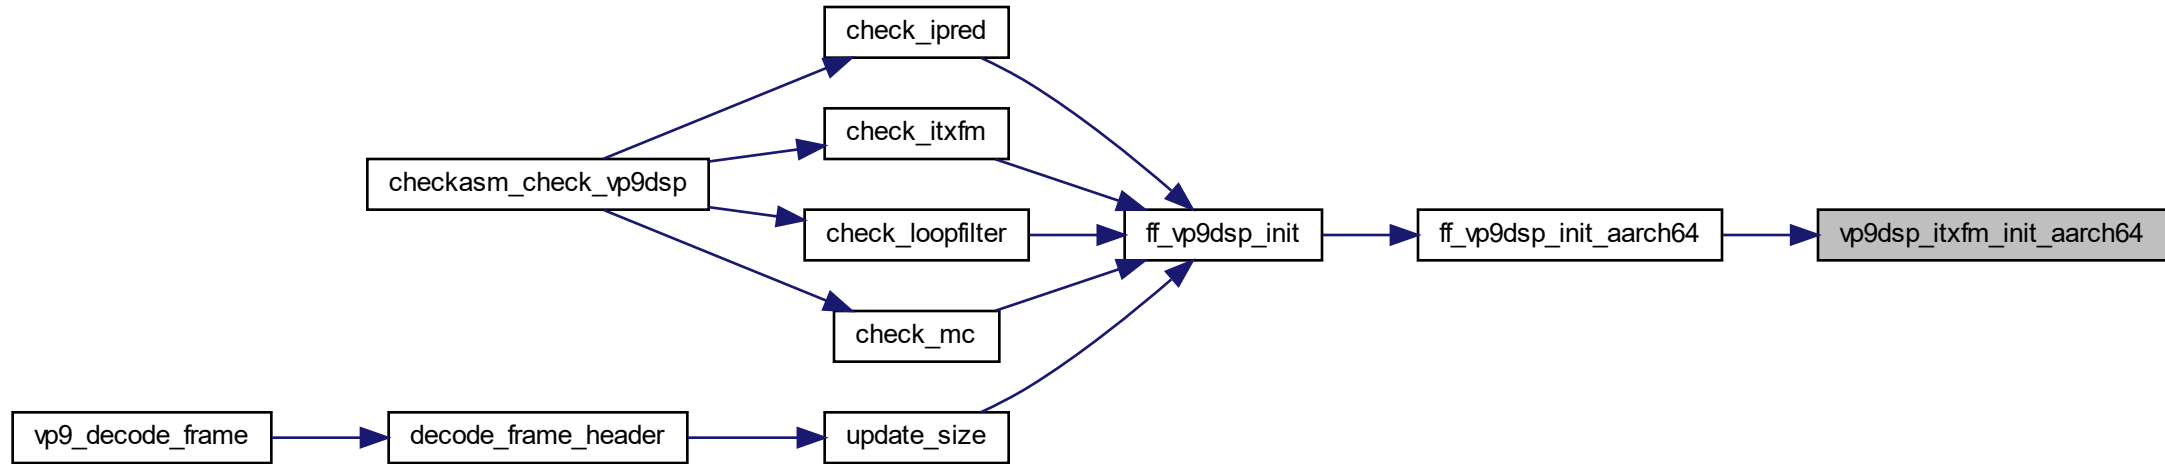 check_ipred
check_itxfm
checkasm_check_vp9dsp
check_loopfilter
ff_vp9dsp_init
ff_vp9dsp_init_aarch64
vp9dsp_itxfm_init_aarch64
check_mc
vp9_decode_frame
decode_frame_header
update_size